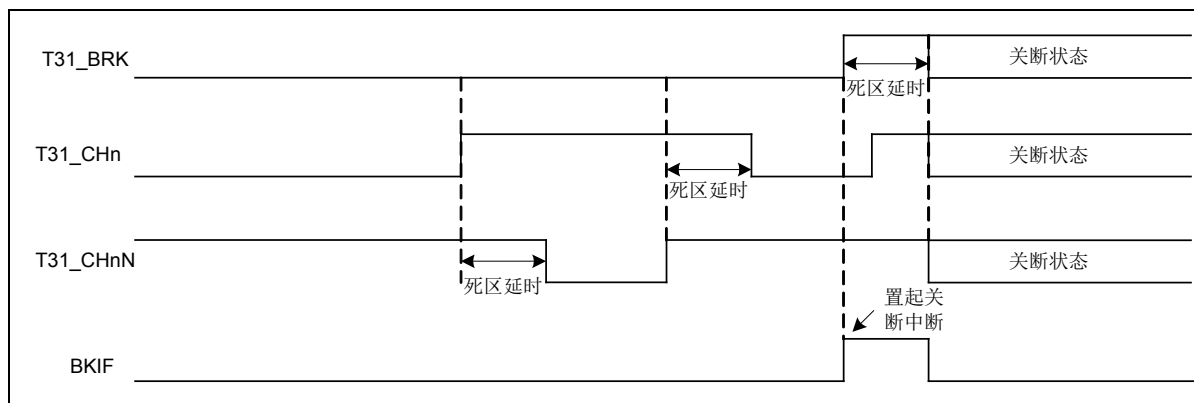 T31_BRK
关断状态
死区延时
T31_CHn
关断状态
死区延时
T31_CHnN
关断状态
死区延时
置起关
断中断
BKIF